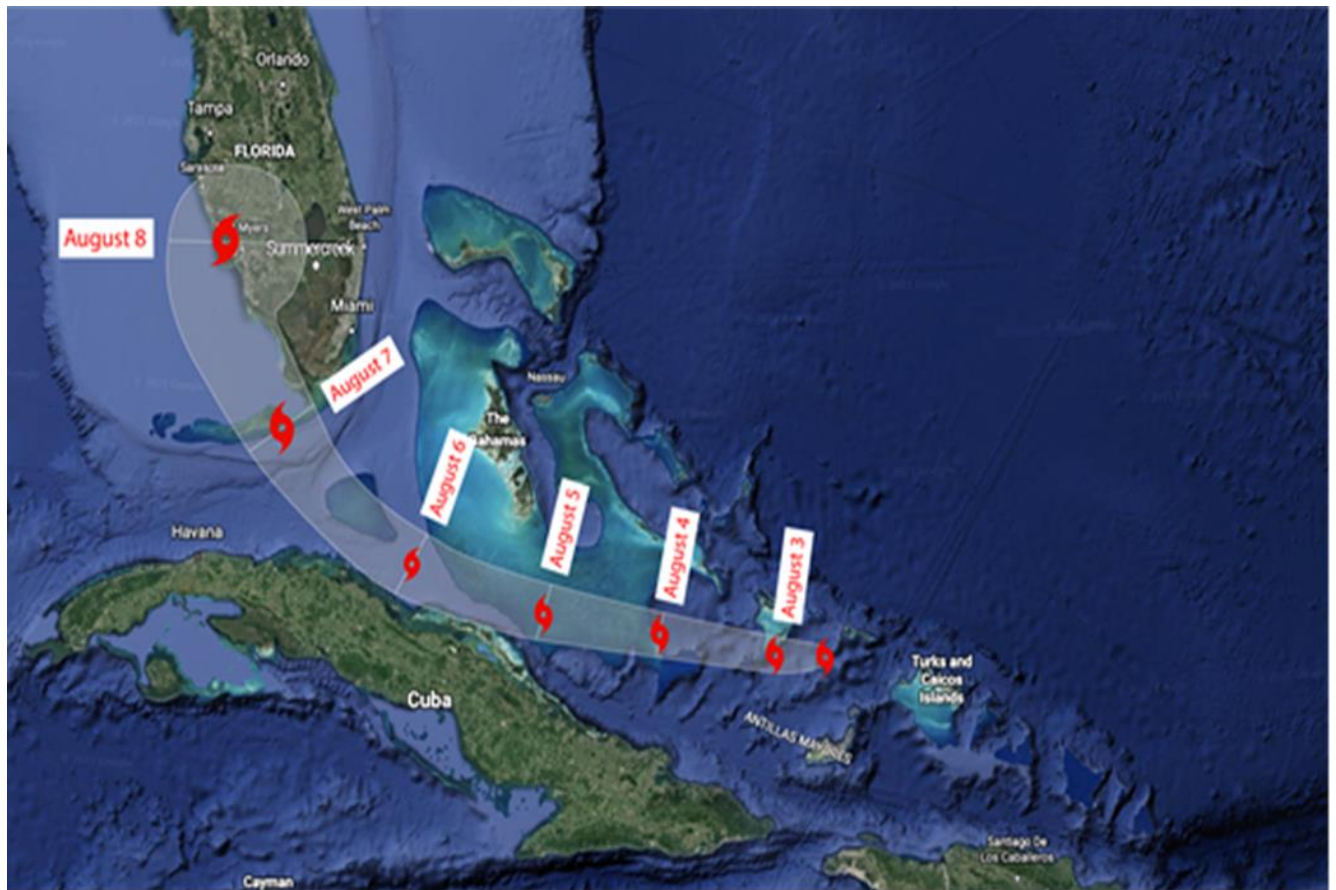 Orlando
Tampa
FLORIDA
Sarasota
August 8
Myers
West Palm
Beach
Summercreek
Miami
August 7
Nassau
The
Bahamas
August 6
August 5
August 4
August 3
Havana
Cuba
Turks and
Caicos
Islands
ANTILLAS MAYORES
Santiago De
Los Caballeros
Cayman